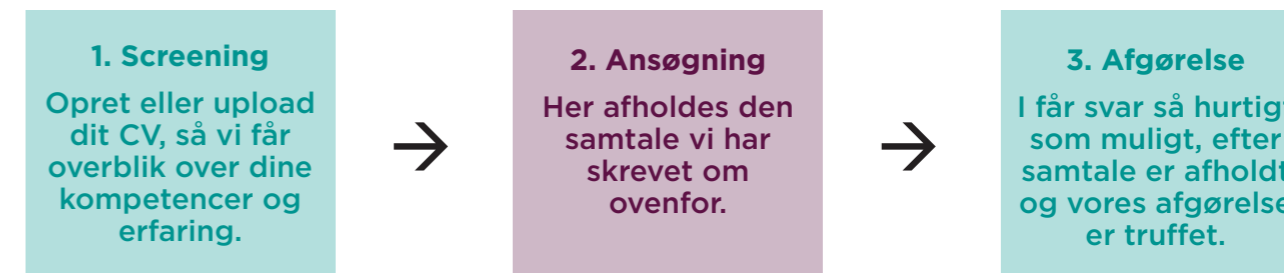 1. Screening
Opret eller upload
dit CV, så vi får
overblik over dine
kompetencer og
erfaring.
2. Ansøgning
Her afholdes den
samtale vi har
skrevet om
ovenfor.
3. Afgørelse
I får svar så hurtigt
som muligt, efter
samtale er afholdt
og vores afgørelse
er truffet.